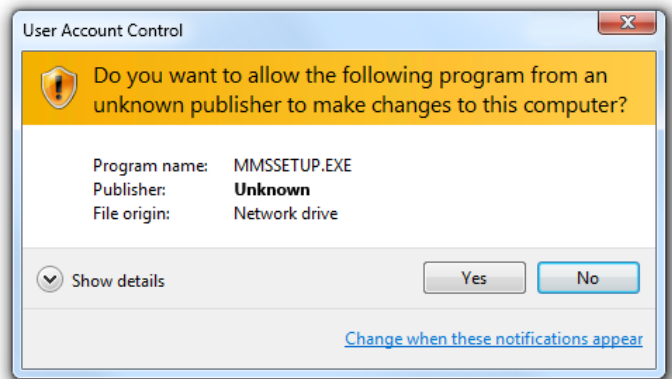 User Account Control
Do you want to allow the following program from an
unknown publisher to make changes to this computer?
Program name: MMSSETUP.EXE
Publisher: Unknown
File origin: Network drive
Show details
Yes No
Change when these notifications appear